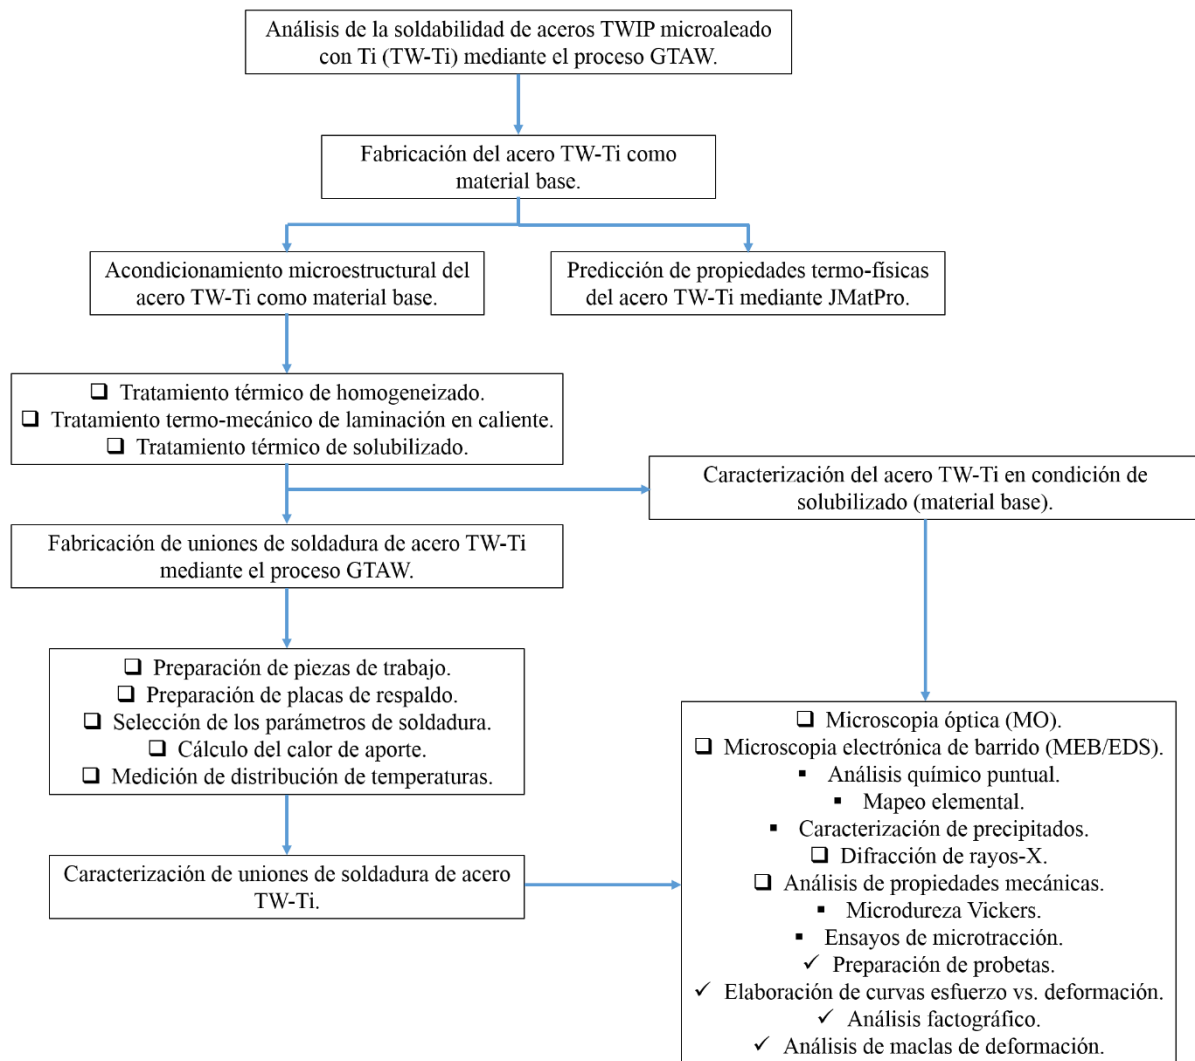 Análisis de la soldabilidad de aceros TWIP microaleado
con Ti (TW-Ti) mediante el proceso GTAW.
Fabricación del acero TW-Ti como
material base.
Acondicionamiento microestructural del
acero TW-Ti como material base.
Predicción de propiedades termo-físicas
del acero TW-Ti mediante JMatPro.
❑ Tratamiento térmico de homogeneizado.
❑ Tratamiento termo-mecánico de laminación en caliente.
❑ Tratamiento térmico de solubilizado.
Caracterización del acero TW-Ti en condición de
solubilizado (material base).
Fabricación de uniones de soldadura de acero TW-Ti
mediante el proceso GTAW.
❑ Preparación de piezas de trabajo.
❑ Preparación de placas de respaldo.
❑ Selección de los parámetros de soldadura.
❑ Cálculo del calor de aporte.
❑ Medición de distribución de temperaturas.
Caracterización de uniones de soldadura de acero
TW-Ti.
❑ Microscopia óptica (MO).
❑ Microscopia electrónica de barrido (MEB/EDS).
▪ Análisis químico puntual.
▪ Mapeo elemental.
▪ Caracterización de precipitados.
❑ Difracción de rayos-X.
❑ Análisis de propiedades mecánicas.
▪ Microdureza Vickers.
▪ Ensayos de microtracción.
✓ Preparación de probetas.
✓ Elaboración de curvas esfuerzo vs. deformación.
✓ Análisis factográfico.
✓ Análisis de maclas de deformación.